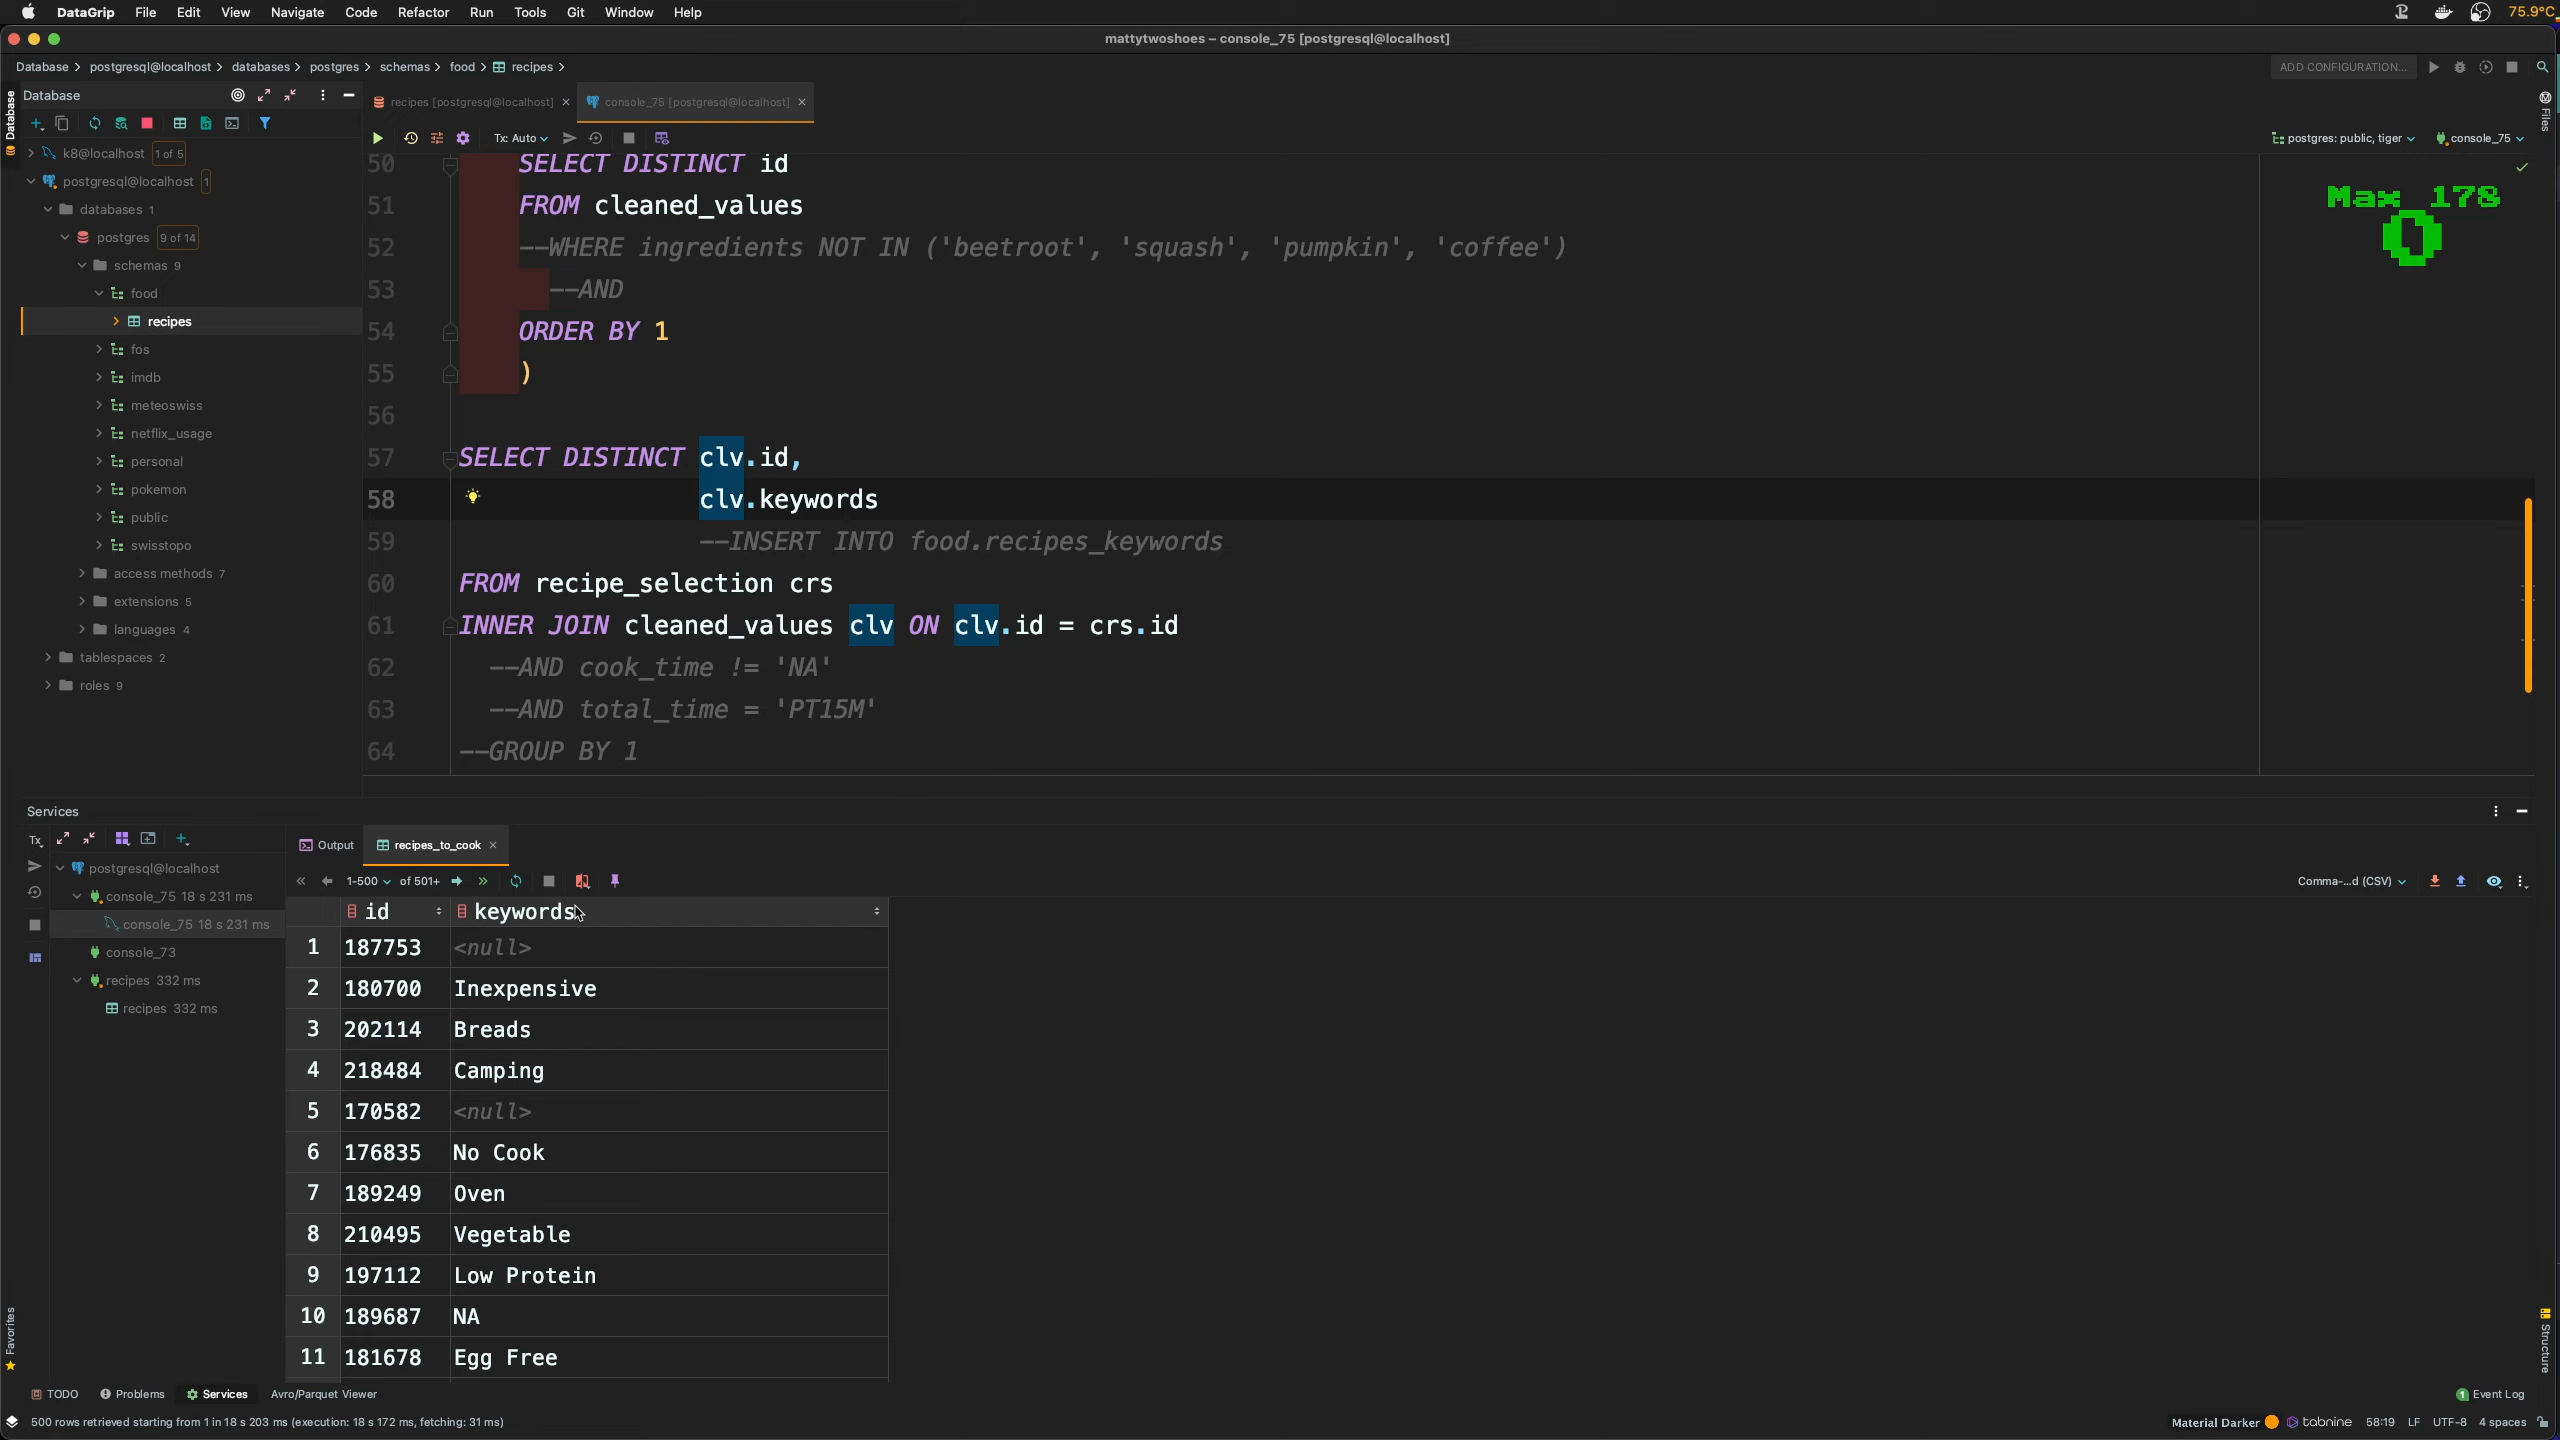 DataGrip File Edit View Navigate Code Refactor Run Tools Git Window Help
75.9°C
mattytwoshoes – console_75 [postgresql@localhost]
Database postgresql@localhost databases postgres schemas food recipes
ADD CONFIGURATION...
Database
Database
recipes [postgresql@localhost]
console_75 [postgresql@localhost]
Files
Tx: Auto
postgres: public, tiger
console_75
k8@localhost 1 of 5
postgresql@localhost 1
databases 1
postgres 9 of 14
schemas 9
food
recipes
fos
imdb
meteoswiss
netflix_usage
personal
pokemon
public
swisstopo
access methods 7
extensions 5
languages 4
tablespaces 2
roles 9
50 SELECT DISTINCT id
51 FROM cleaned_values
52 --WHERE ingredients NOT IN ('beetroot', 'squash', 'pumpkin', 'coffee')
53 --AND
54 ORDER BY 1
55 )
56
57 SELECT DISTINCT clv.id,
58 clv.keywords
59 --INSERT INTO food.recipes_keywords
60 FROM recipe_selection crs
61 INNER JOIN cleaned_values clv ON clv.id = crs.id
62 --AND cook_time != 'NA'
63 --AND total_time = 'PT15M'
64 --GROUP BY 1
Max 178
0
Services
Tx
postgresql@localhost
console_75 18 s 231 ms
console_75 18 s 231 ms
console_73
recipes 332 ms
recipes 332 ms
Output
recipes_to_cook
1-500 of 501+
Comma-...d (CSV)
id keywords
1 187753 <null>
2 180700 Inexpensive
3 202114 Breads
4 218484 Camping
5 170582 <null>
6 176835 No Cook
7 189249 Oven
8 210495 Vegetable
9 197112 Low Protein
10 189687 NA
11 181678 Egg Free
Favorites
Structure
TODO Problems Services Avro/Parquet Viewer
1 Event Log
500 rows retrieved starting from 1 in 18 s 203 ms (execution: 18 s 172 ms, fetching: 31 ms)
Material Darker tabnine 58:19 LF UTF-8 4 spaces